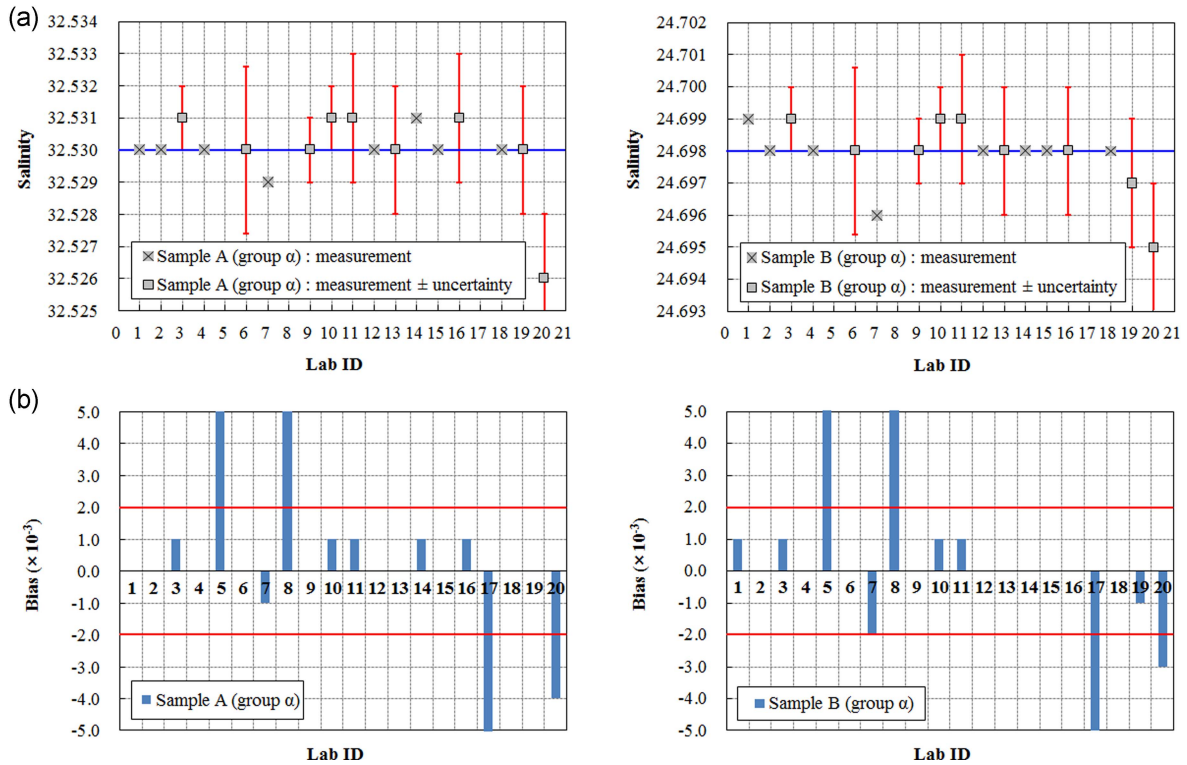 (a)
32.534
32.533
32.532
32.531
32.530
32.529
32.528
32.527
32.526
32.525
Salinity
Sample A (group α) : measurement
Sample A (group α) : measurement ± uncertainty
0 1 2 3 4 5 6 7 8 9 10 11 12 13 14 15 16 17 18 19 20 21
Lab ID
24.702
24.701
24.700
24.699
24.698
24.697
24.696
24.695
24.694
24.693
Salinity
Sample B (group α) : measurement
Sample B (group α) : measurement ± uncertainty
0 1 2 3 4 5 6 7 8 9 10 11 12 13 14 15 16 17 18 19 20 21
Lab ID
(b)
5.0
4.0
3.0
2.0
1.0
0.0
-1.0
-2.0
-3.0
-4.0
-5.0
Bias (× 10-3)
1 2 3 4 5 6 7 8 9 10 11 12 13 14 15 16 17 18 19 20
Sample A (group α)
Lab ID
5.0
4.0
3.0
2.0
1.0
0.0
-1.0
-2.0
-3.0
-4.0
-5.0
Bias (× 10-3)
1 2 3 4 5 6 7 8 9 10 11 12 13 14 15 16 17 18 19 20
Sample B (group α)
Lab ID